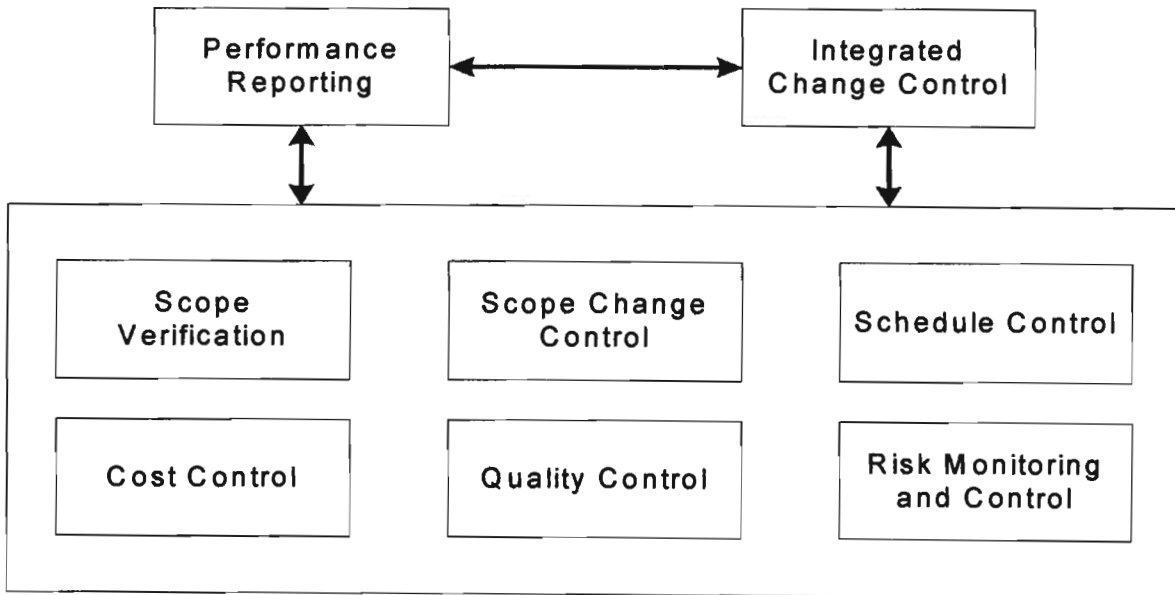 Performance
Reporting
Integrated
Change Control
Scope
Verification
Scope Change
Control
Schedule Control
Cost Control
Quality Control
Risk Monitoring
and Control